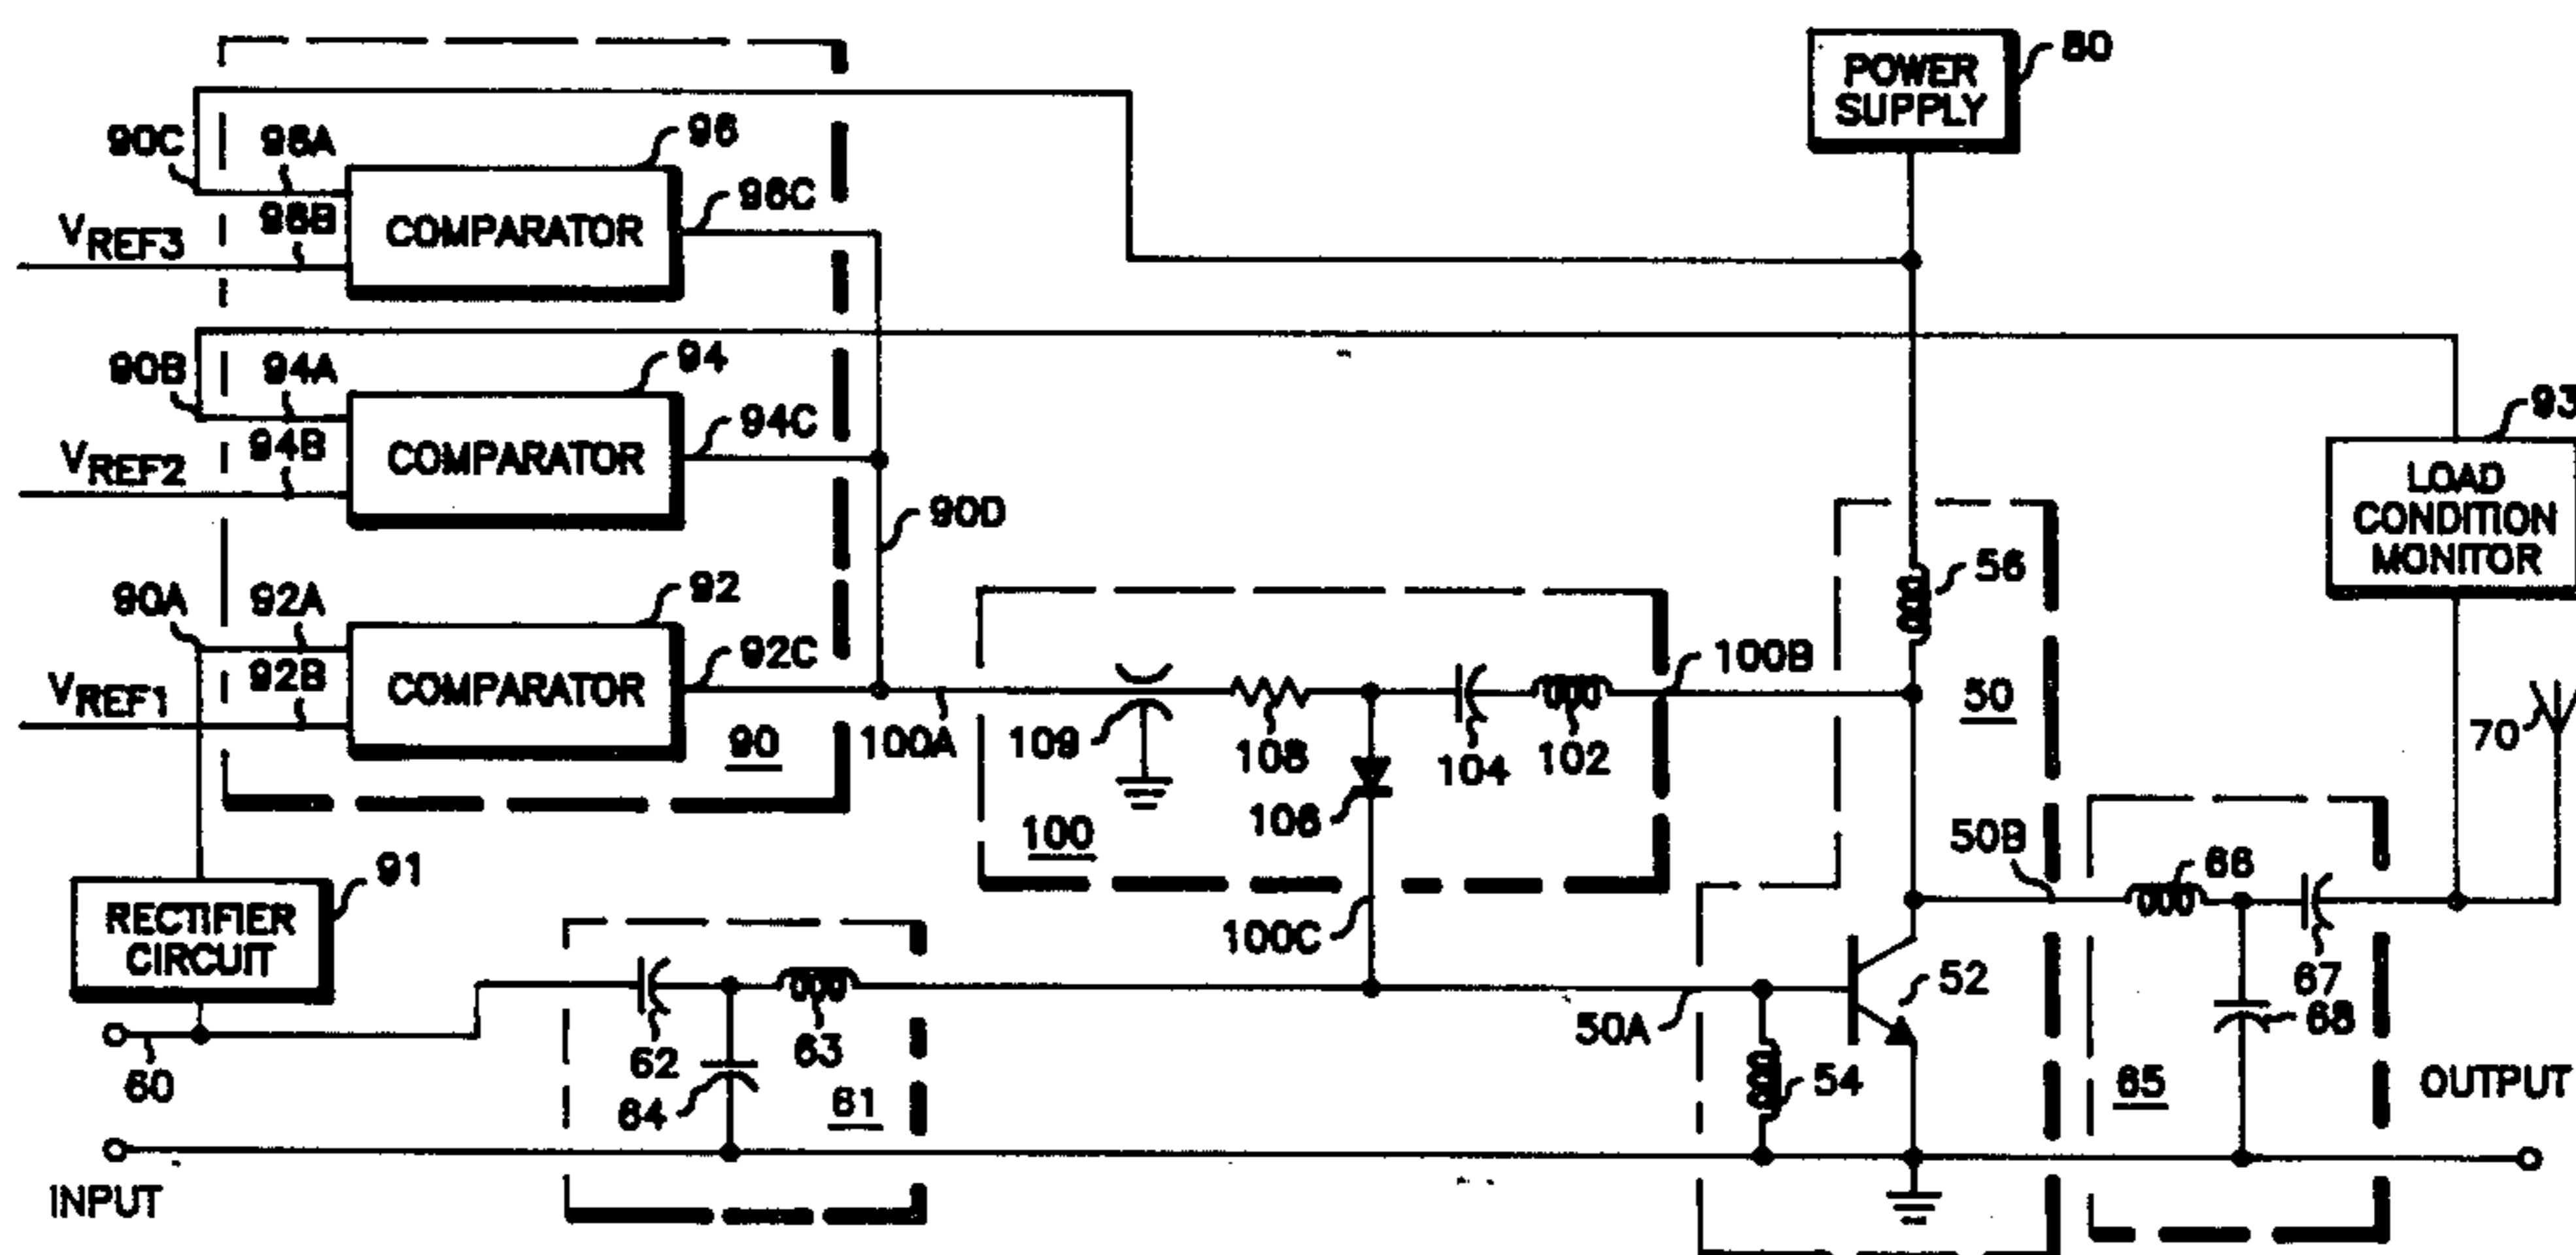 80
POWER
SUPPLY
90C
96A
96
96C
96B
VREF3
COMPARATOR
90B
94A
94
94C
94B
VREF2
COMPARATOR
90D
93
LOAD
CONDITION
MONITOR
90A
92A
92
92C
92B
VREF1
COMPARATOR
90
100A
109
108
104
102
100B
106
100
100C
56
50
50B
70
66
67
68
65
91
RECTIFIER
CIRCUIT
60
62
63
64
61
50A
52
54
INPUT
OUTPUT